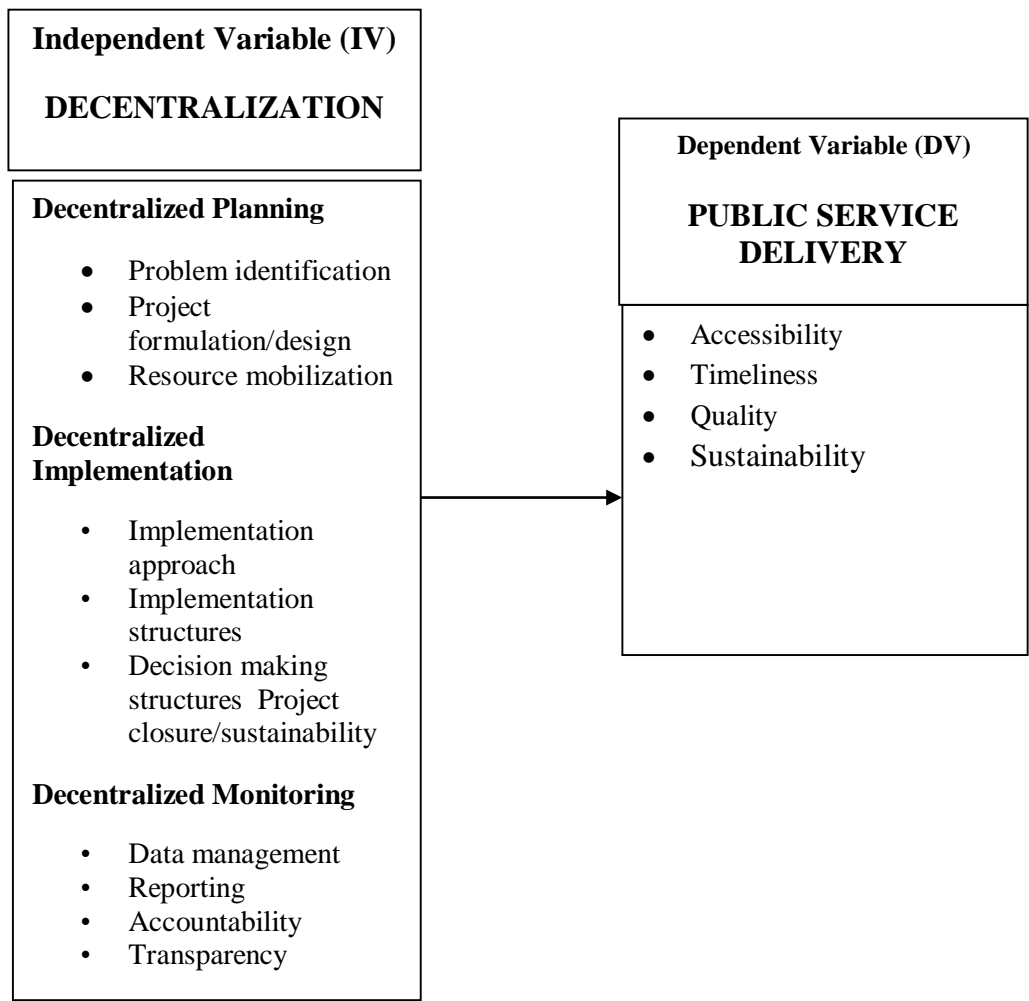 Independent Variable (IV)
DECENTRALIZATION
Decentralized Planning
• Problem identification
• Project
formulation/design
• Resource mobilization
Decentralized
Implementation
• Implementation
approach
• Implementation
structures
• Decision making
structures Project
closure/sustainability
Decentralized Monitoring
• Data management
• Reporting
• Accountability
• Transparency
Dependent Variable (DV)
PUBLIC SERVICE
DELIVERY
• Accessibility
• Timeliness
• Quality
• Sustainability